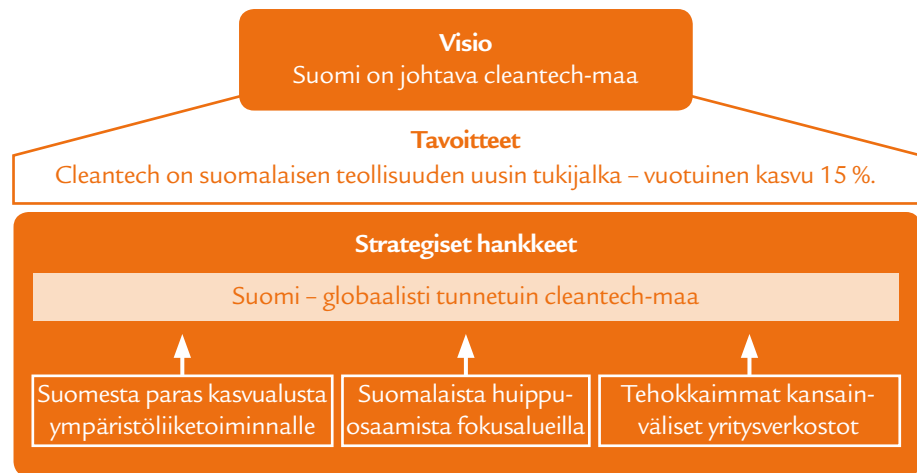 Visio
Suomi on johtava cleantech-maa
Tavoitteet
Cleantech on suomalaisen teollisuuden uusin tukijalka – vuotuinen kasvu 15 %.
Strategiset hankkeet
Suomi – globaalisti tunnetuin cleantech-maa
Suomesta paras kasvualusta
ympäristöliiketoiminnalle
Suomalaista huippu-
osaamista fokusalueilla
Tehokkaimmat kansain-
väliset yritysverkostot